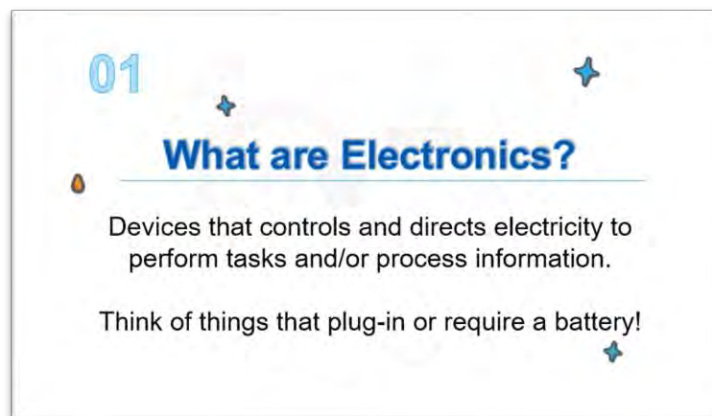 01
What are Electronics?
Devices that controls and directs electricity to
perform tasks and/or process information.
Think of things that plug-in or require a battery!